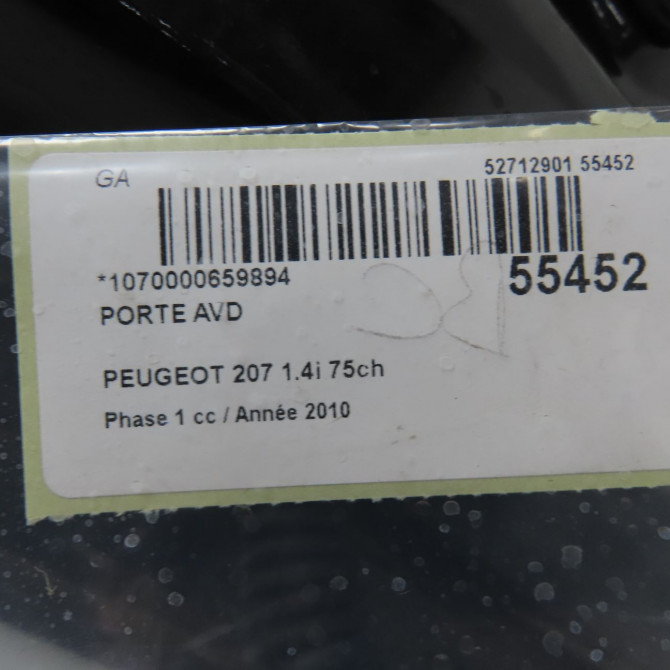 GA
52712901 55452
*1070000659894
55452
PORTE AVD
PEUGEOT 207 1.4i 75ch
Phase 1 cc / Année 2010